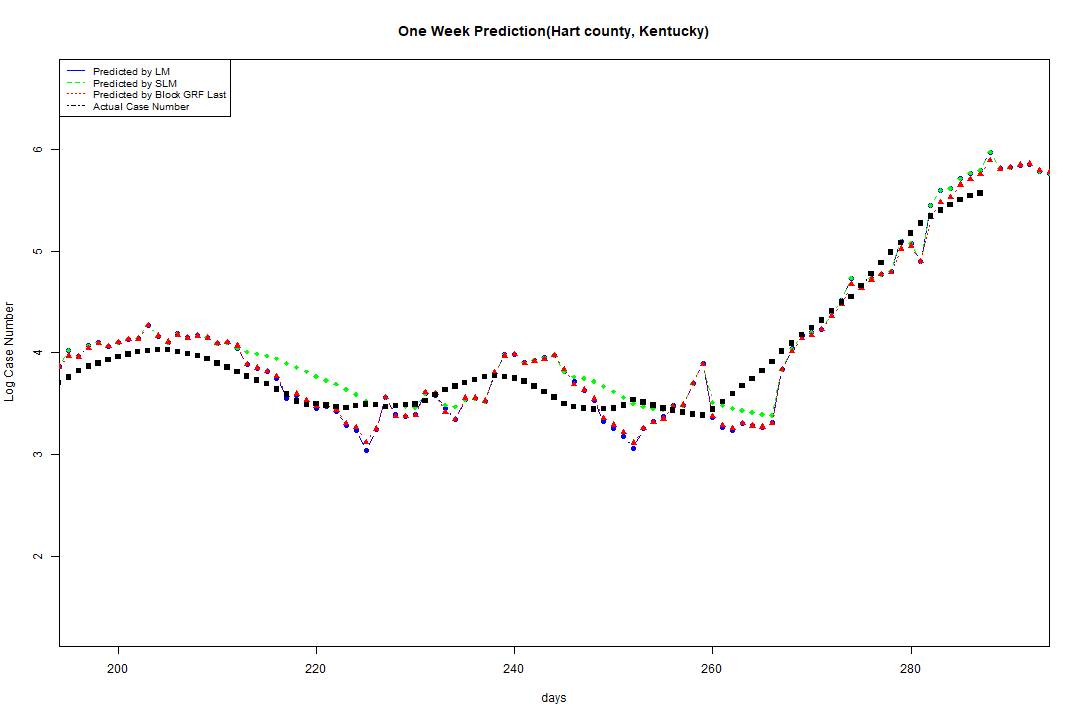 One Week Prediction(Hart county, Kentucky)
Predicted by LM
Predicted by SLM
Predicted by Block GRF Last
Actual Case Number
6
5
4
3
2
Log Case Number
200 220 240 260 280
days